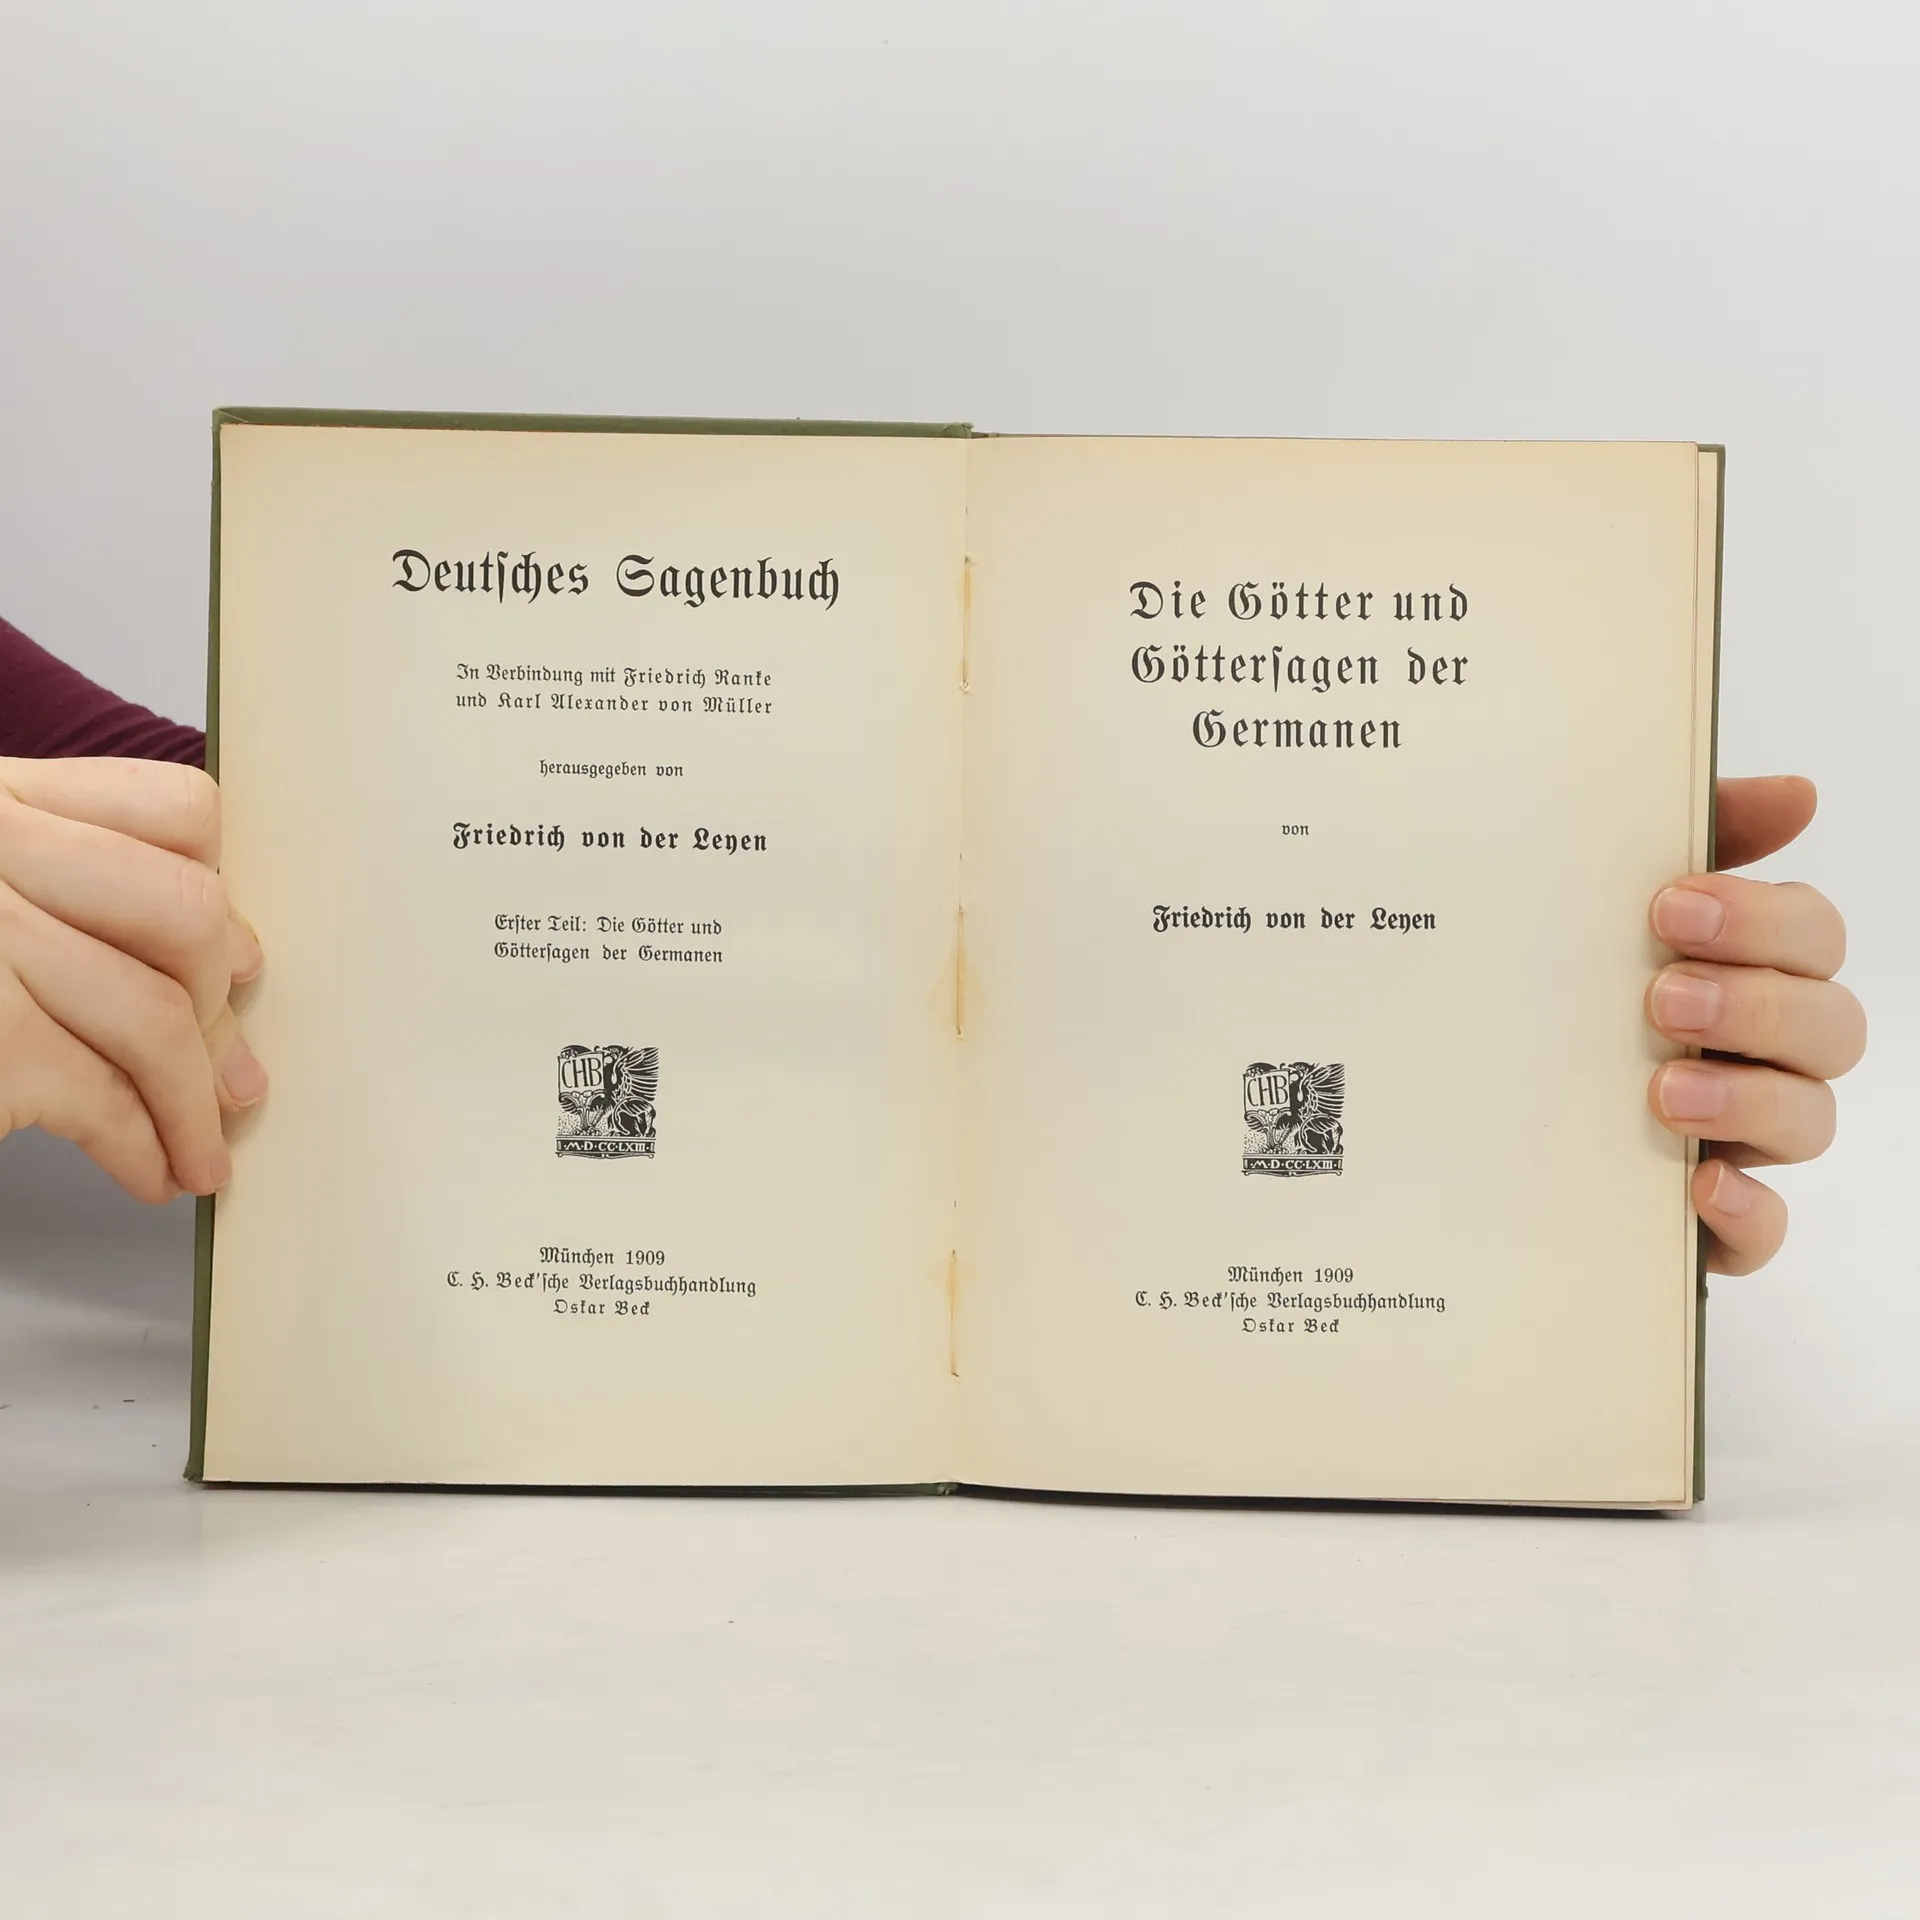 Deutſches Sagenbuch
In Verbindung mit Friedrich Ranke
und Karl Alexander von Müller
herausgegeben von
Friedrich von der Leyen
Erſter Teil: Die Götter und
Götterſagen der Germanen
CHB
M·D·CC·LXIII
München 1909
C. H. Beck'ſche Verlagsbuchhandlung
Oskar Beck
Die Götter und
Götterſagen der
Germanen
von
Friedrich von der Leyen
CHB
M·D·CC·LXIII
München 1909
C. H. Beck'ſche Verlagsbuchhandlung
Oskar Beck